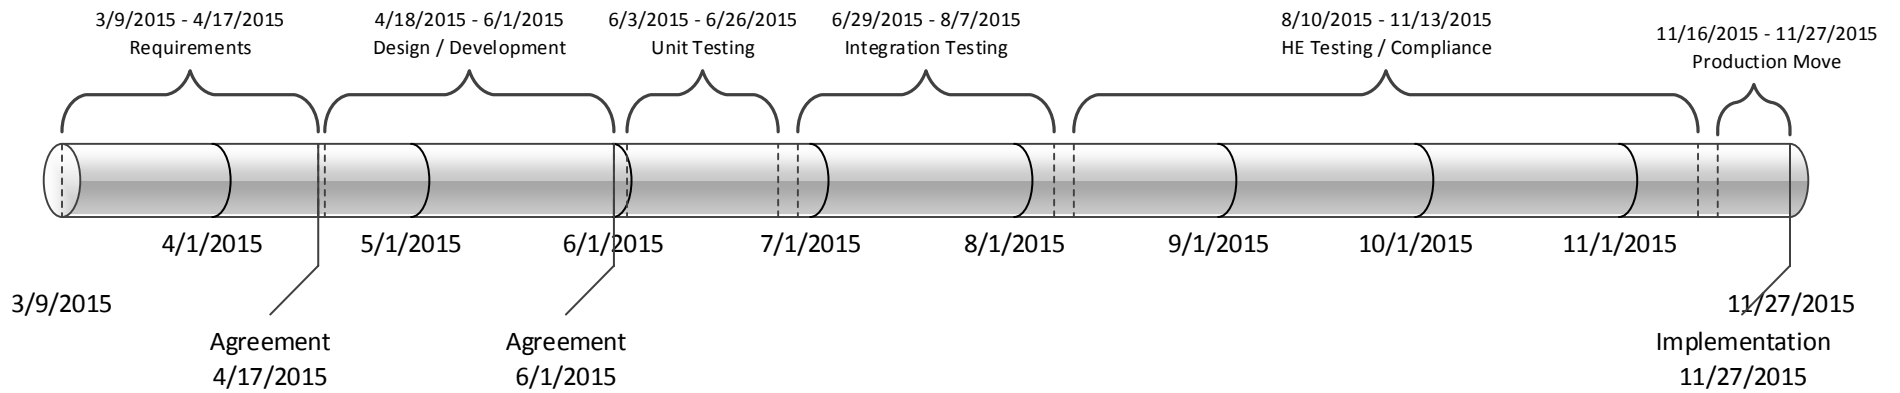 3/9/2015 - 4/17/2015
Requirements
4/18/2015 - 6/1/2015
Design / Development
6/3/2015 - 6/26/2015
Unit Testing
6/29/2015 - 8/7/2015
Integration Testing
8/10/2015 - 11/13/2015
HE Testing / Compliance
11/16/2015 - 11/27/2015
Production Move
4/1/2015
5/1/2015
6/1/2015
7/1/2015
8/1/2015
9/1/2015
10/1/2015
11/1/2015
3/9/2015
11/27/2015
Agreement
4/17/2015
Agreement
6/1/2015
Implementation
11/27/2015